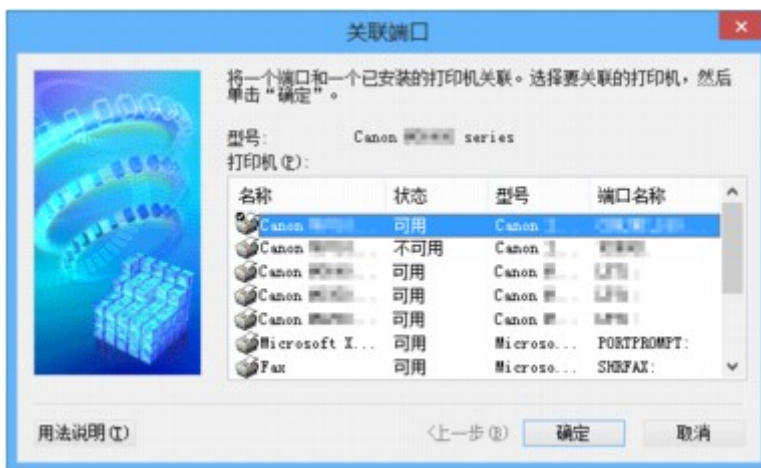 关联端口
将一个端口和一个已安装的打印机关联。选择要关联的打印机，然后
单击“确定”。
型号: Canon series
打印机(P):
名称 状态 型号 端口名称
Canon ... 可用 Canon ...
Canon ... 不可用 Canon ...
Canon ... 可用 Canon ...
Canon ... 可用 Canon ...
Canon ... 可用 Canon ...
Microsoft X... 可用 Microso... PORTPROMPT:
Fax 可用 Microso... SHRFAX:
用法说明(I) <上一步(B) 确定 取消